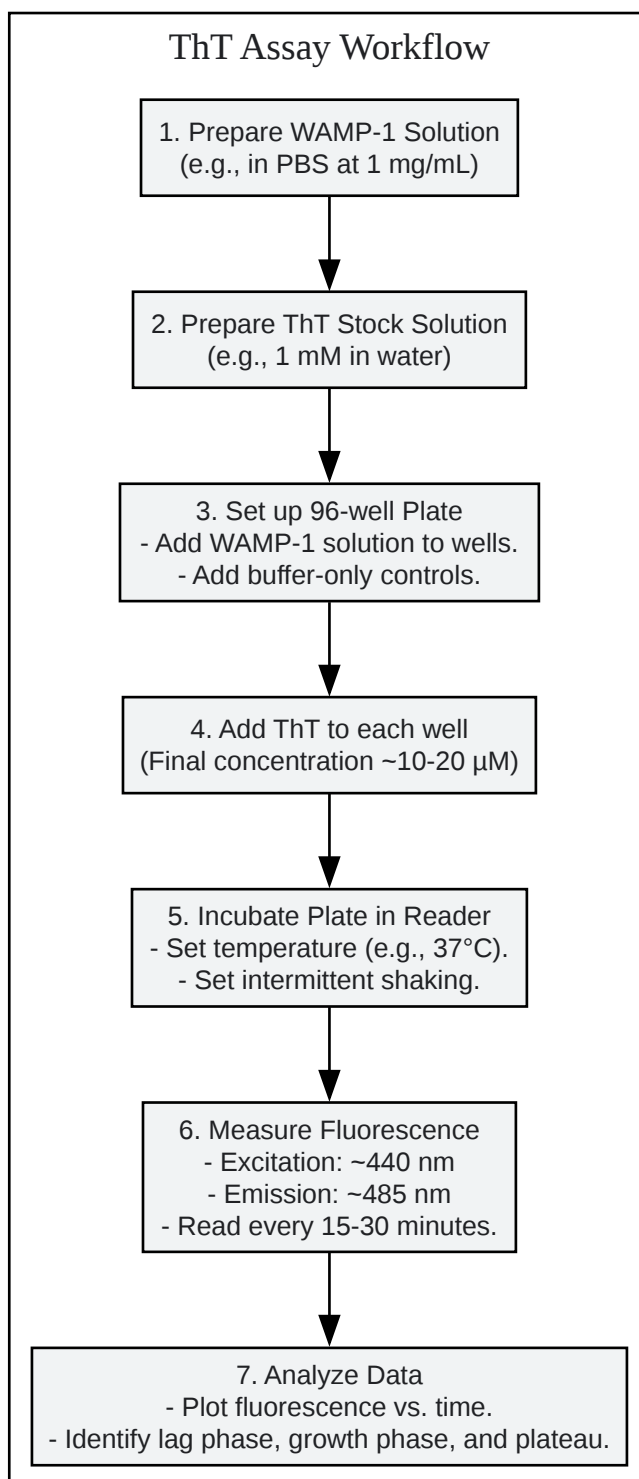 ThT Assay Workflow
1. Prepare WAMP-1 Solution
(e.g., in PBS at 1 mg/mL)
2. Prepare ThT Stock Solution
(e.g., 1 mM in water)
3. Set up 96-well Plate
- Add WAMP-1 solution to wells.
- Add buffer-only controls.
4. Add ThT to each well
(Final concentration ~10-20 µM)
5. Incubate Plate in Reader
- Set temperature (e.g., 37°C).
- Set intermittent shaking.
6. Measure Fluorescence
- Excitation: ~440 nm
- Emission: ~485 nm
- Read every 15-30 minutes.
7. Analyze Data
- Plot fluorescence vs. time.
- Identify lag phase, growth phase, and plateau.